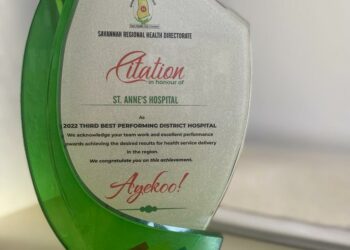 SAVANNAH REGIONAL HEALTH DIRECTORATE
Citation
in honour of
ST. ANNE'S HOSPITAL
As
2022 THIRD BEST PERFORMING DISTRICT HOSPITAL
We acknowledge your team work and excellent performance
towards achieving the desired results for health service delivery
in the region.
We congratulate you on this achievement.
Ayekoo!